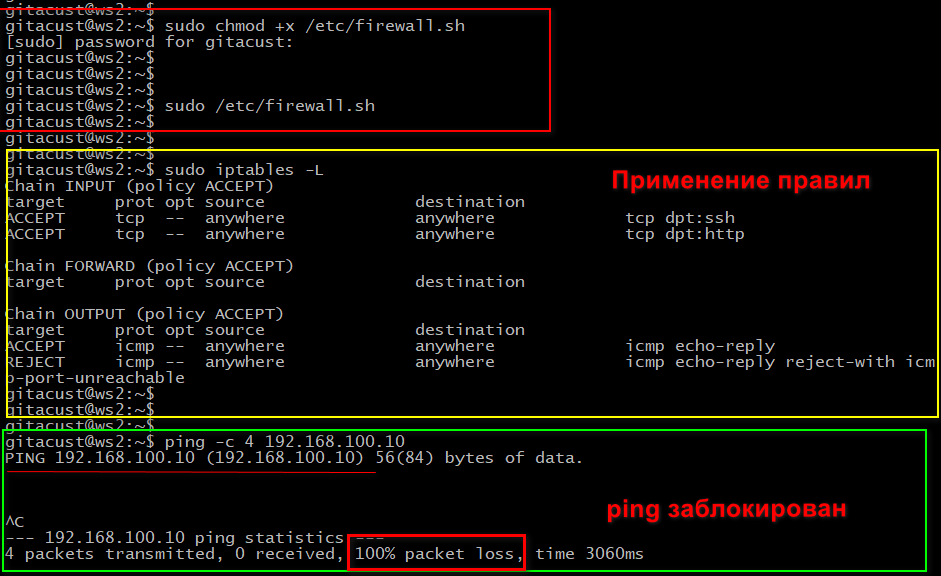 gitacust@ws2:~$
gitacust@ws2:~$ sudo chmod +x /etc/firewall.sh
[sudo] password for gitacust:
gitacust@ws2:~$
gitacust@ws2:~$
gitacust@ws2:~$
gitacust@ws2:~$ sudo /etc/firewall.sh
gitacust@ws2:~$
gitacust@ws2:~$
gitacust@ws2:~$
gitacust@ws2:~$ sudo iptables -L
Chain INPUT (policy ACCEPT)
Применение правил
target prot opt source destination
ACCEPT tcp -- anywhere anywhere tcp dpt:ssh
ACCEPT tcp -- anywhere anywhere tcp dpt:http
Chain FORWARD (policy ACCEPT)
target prot opt source destination
Chain OUTPUT (policy ACCEPT)
target prot opt source destination
ACCEPT icmp -- anywhere anywhere icmp echo-reply
REJECT icmp -- anywhere anywhere icmp echo-reply reject-with icm
p-port-unreachable
gitacust@ws2:~$
gitacust@ws2:~$
gitacust@ws2:~$
gitacust@ws2:~$ ping -c 4 192.168.100.10
PING 192.168.100.10 (192.168.100.10) 56(84) bytes of data.
ping заблокирован
^C
--- 192.168.100.10 ping statistics ---
4 packets transmitted, 0 received, 100% packet loss, time 3060ms